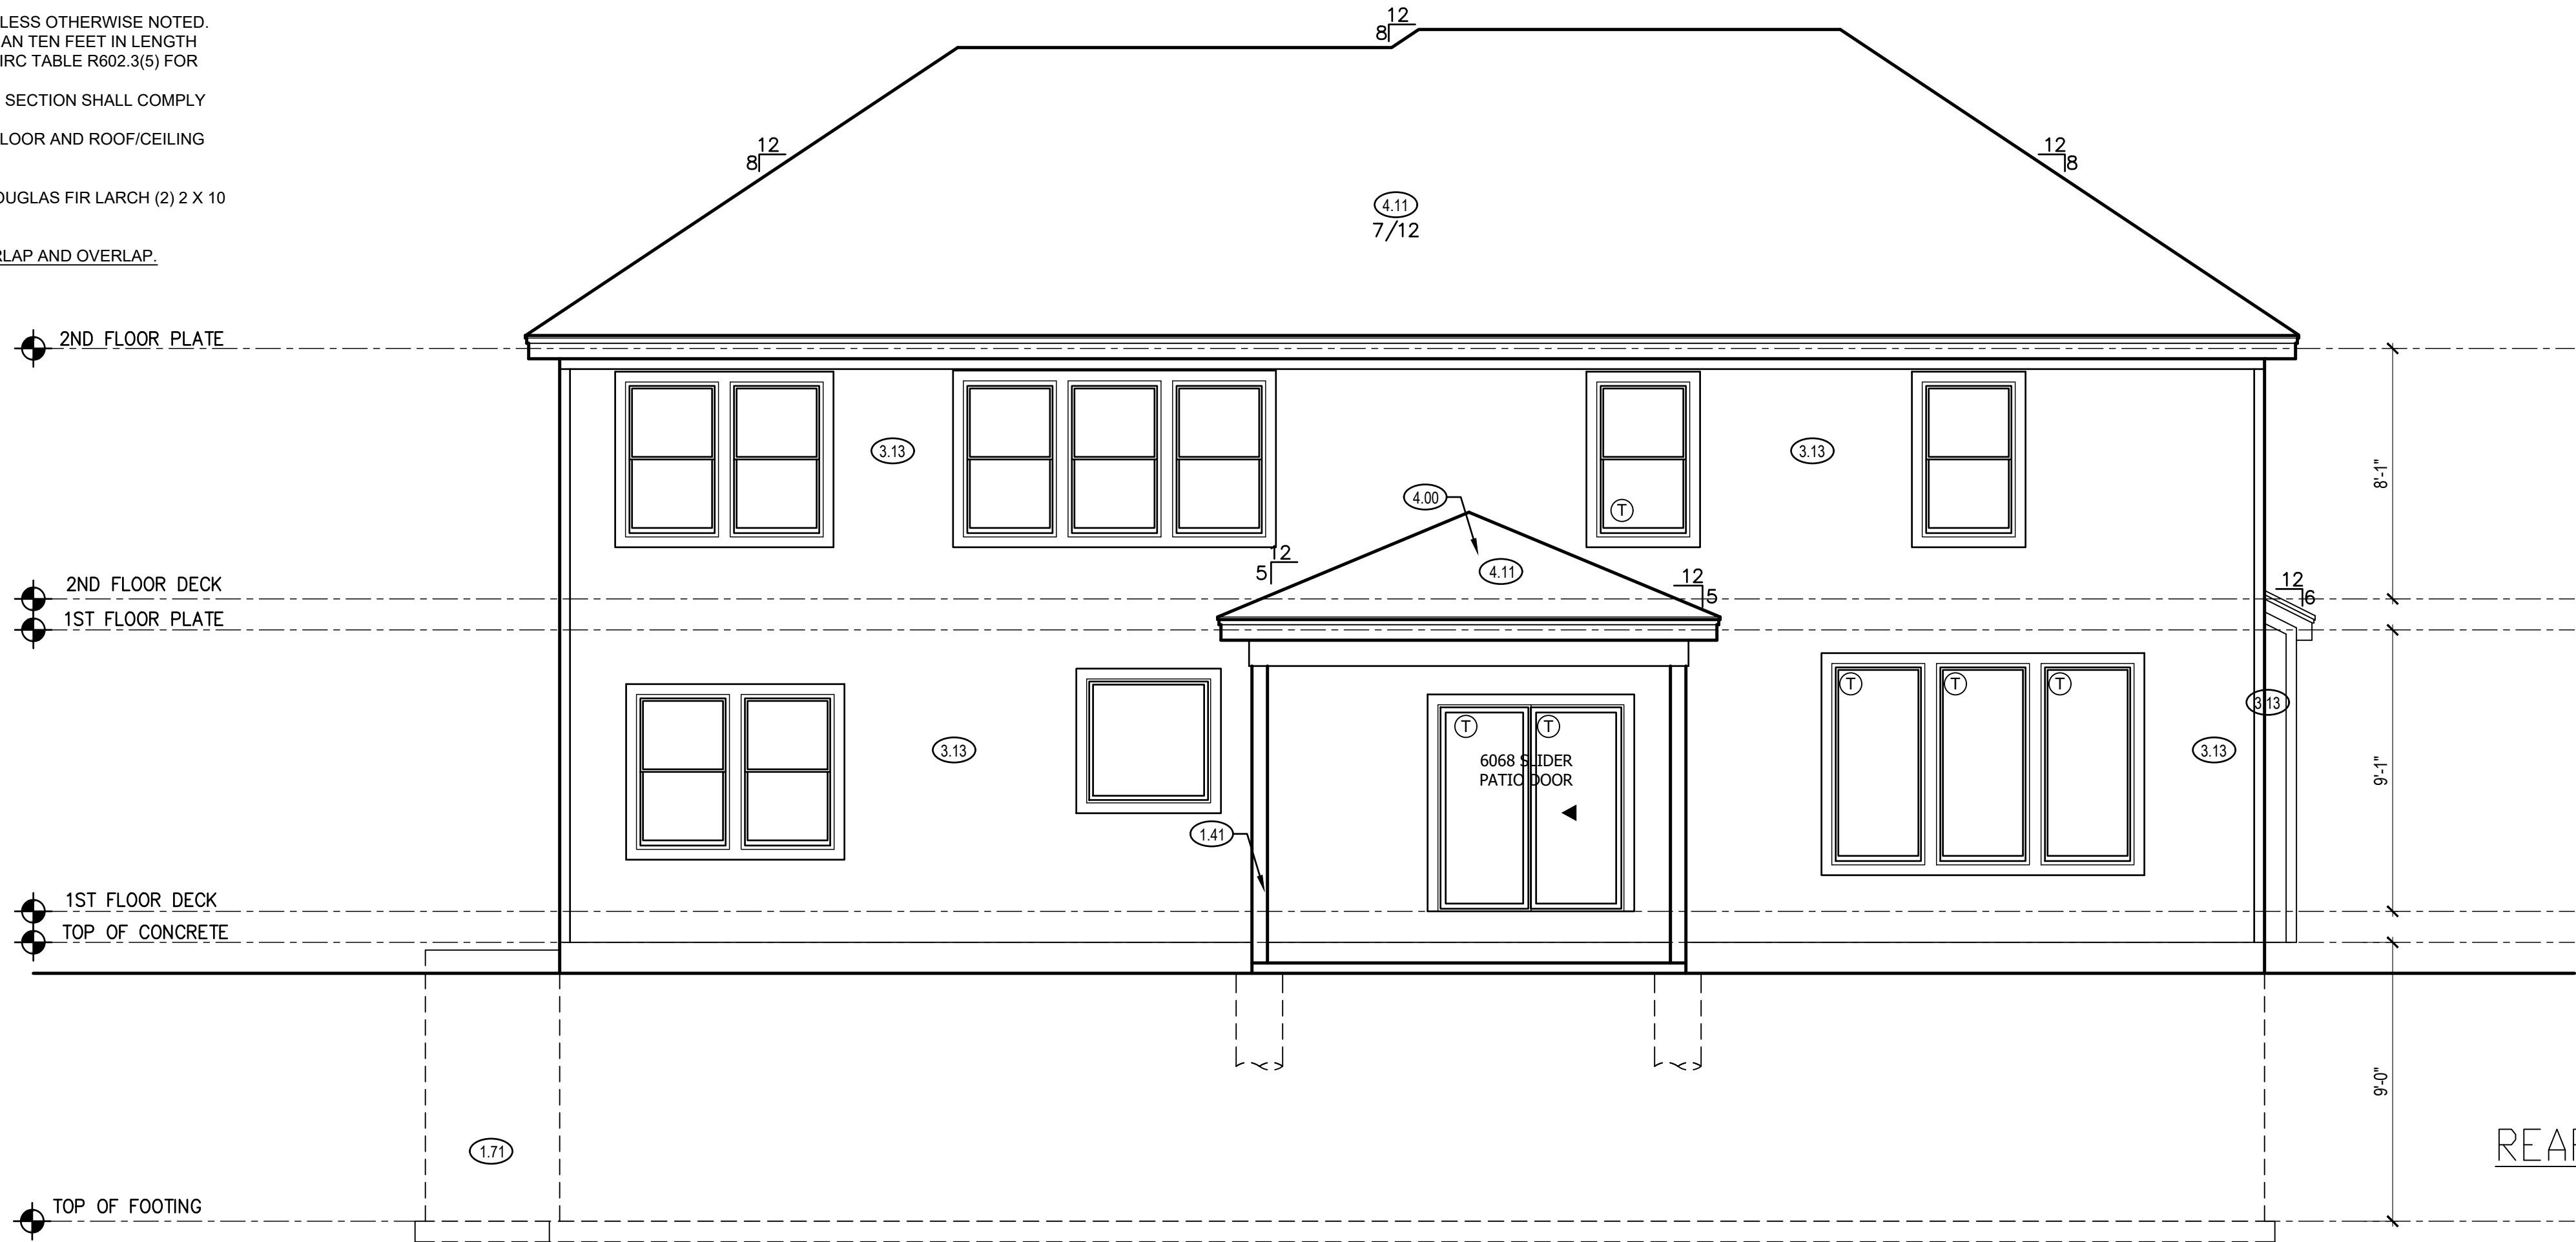 LESS OTHERWISE NOTED.
AN TEN FEET IN LENGTH
IRC TABLE R602.3(5) FOR
SECTION SHALL COMPLY
LOOR AND ROOF/CEILING
OUGLAS FIR LARCH (2) 2 X 10
RLAP AND OVERLAP.
12
8
12
8
12
8
4.11
7/12
2ND FLOOR PLATE
3.13
3.13
8'-1"
4.00
T
12
5
4.11
12
5
12
6
2ND FLOOR DECK
1ST FLOOR PLATE
T
T
T
3.13
T
T
3.13
6068 SLIDER
PATIO DOOR
3.13
9'-1"
1.41
1ST FLOOR DECK
TOP OF CONCRETE
9'-0"
1.71
REAR
TOP OF FOOTING